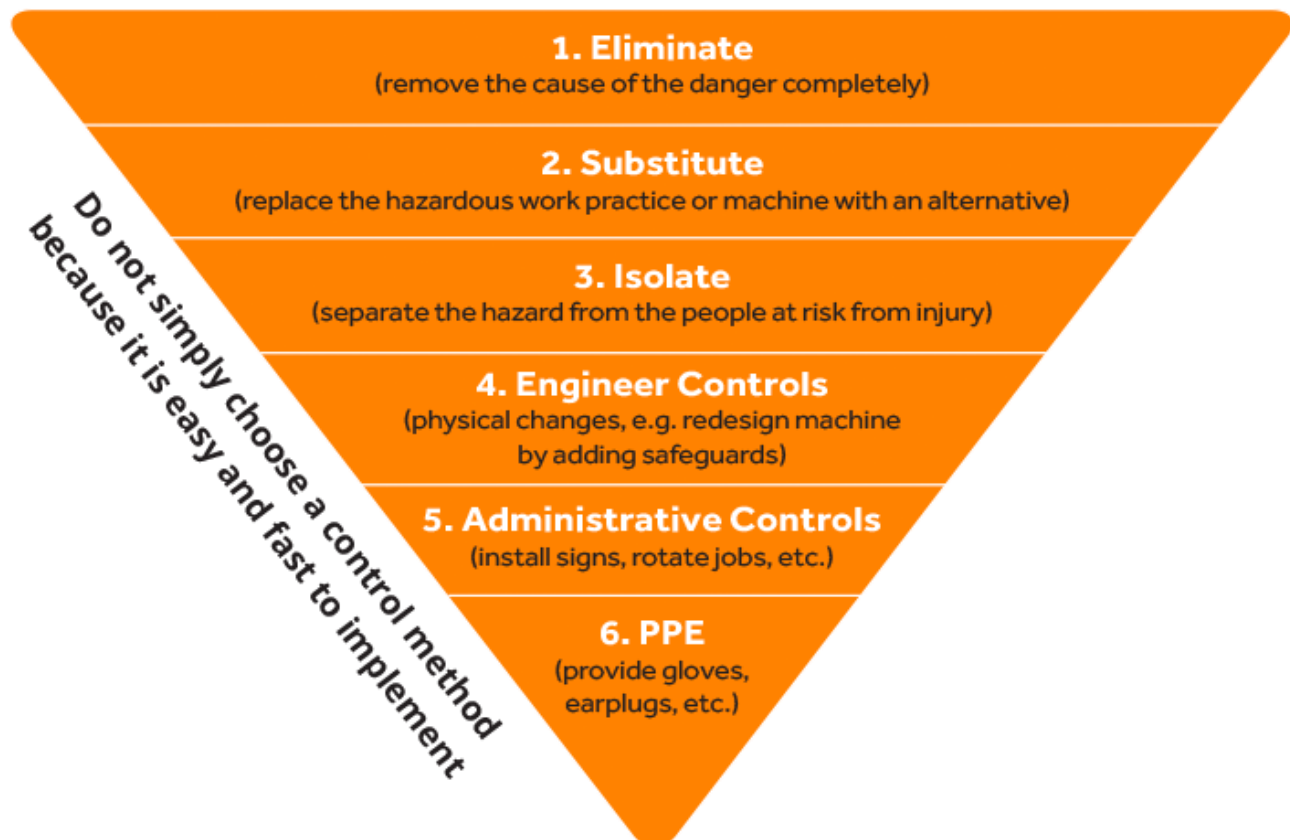 1. Eliminate
(remove the cause of the danger completely)
2. Substitute
(replace the hazardous work practice or machine with an alternative)
3. Isolate
(separate the hazard from the people at risk from injury)
4. Engineer Controls
(physical changes, e.g. redesign machine
by adding safeguards)
5. Administrative Controls
(install signs, rotate jobs, etc.)
6. PPE
(provide gloves,
earplugs, etc.)
Do not simply choose a control method
because it is easy and fast to implement